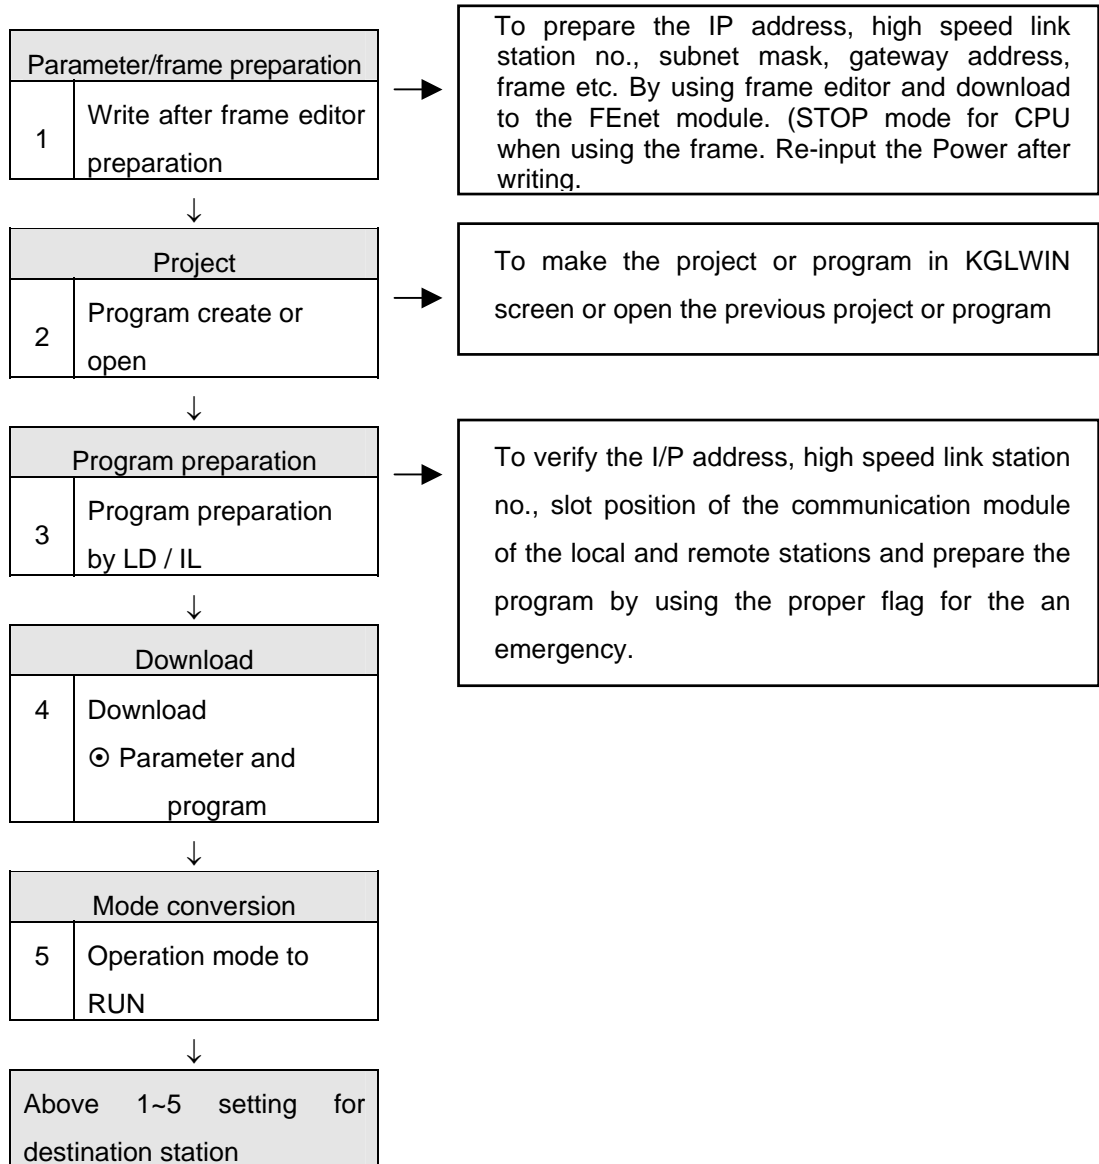 Parameter/frame preparation
1
Write after frame editor
preparation
To prepare the IP address, high speed link
station no., subnet mask, gateway address,
frame etc. By using frame editor and download
to the FEnet module. (STOP mode for CPU
when using the frame. Re-input the Power after
writing.
↓
Project
2
Program create or
open
To make the project or program in KGLWIN
screen or open the previous project or program
↓
Program preparation
3
Program preparation
by LD / IL
To verify the I/P address, high speed link station
no., slot position of the communication module
of the local and remote stations and prepare the
program by using the proper flag for the an
emergency.
↓
Download
4
Download
⊙ Parameter and
program
↓
Mode conversion
5
Operation mode to
RUN
↓
Above 1~5 setting for
destination station